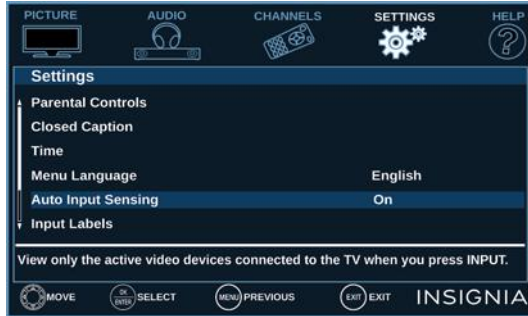 PICTURE AUDIO CHANNELS SETTINGS HELP
Settings
Parental Controls
Closed Caption
Time
Menu Language English
Auto Input Sensing On
Input Labels
View only the active video devices connected to the TV when you press INPUT.
MOVE OK ENTER SELECT MENU PREVIOUS EXIT EXIT INSIGNIA